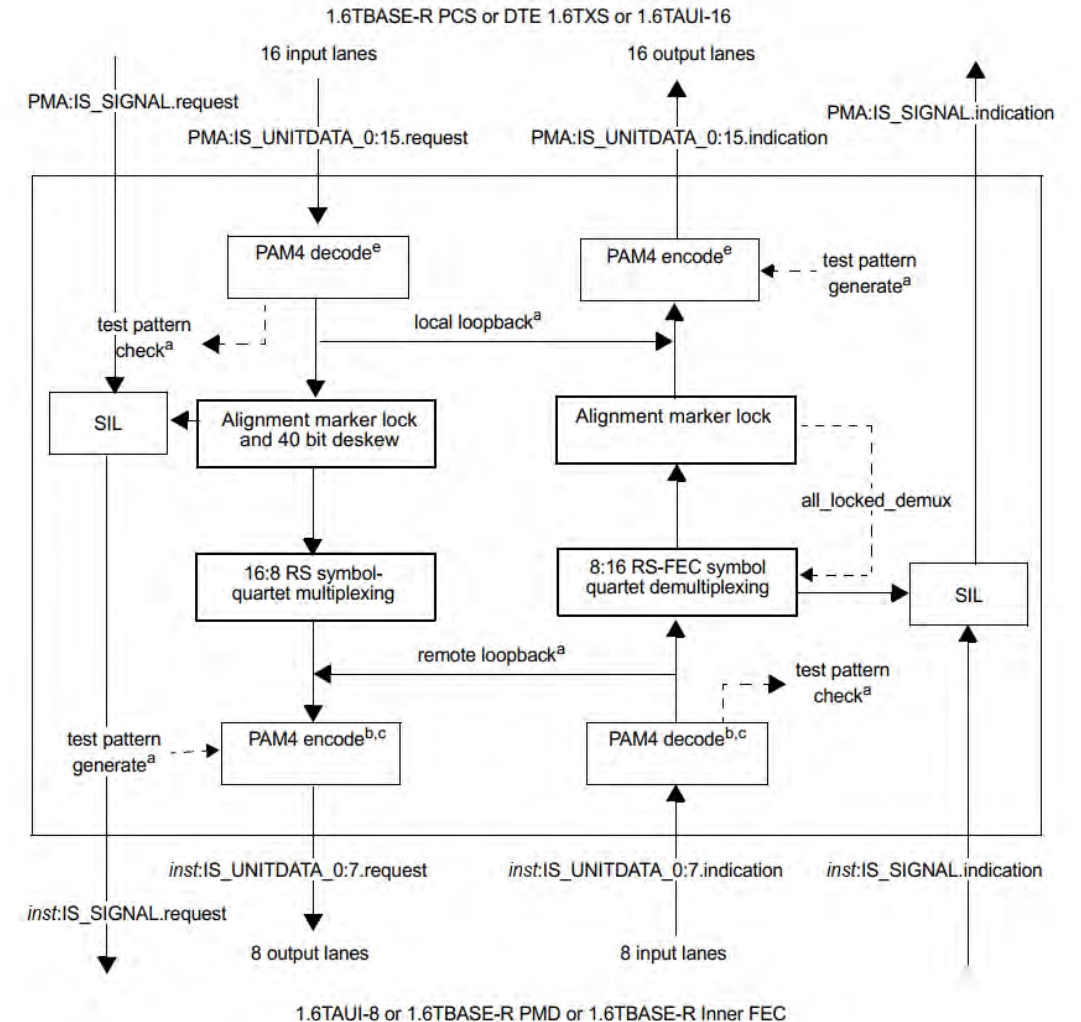 1.6TBASE-R PCS or DTE 1.6TXS or 1.6TAUI-16
16 input lanes
16 output lanes
PMA:IS_SIGNAL.request
PMA:IS_SIGNAL.indication
PMA:IS_UNITDATA_0:15.request
PMA:IS_UNITDATA_0:15.indication
PAM4 decodeᵉ
PAM4 encodeᵉ
test pattern
generateᵃ
test pattern
checkᵃ
local loopbackᵃ
SIL
Alignment marker lock
and 40 bit deskew
Alignment marker lock
all_locked_demux
16:8 RS symbol-
quartet multiplexing
8:16 RS-FEC symbol
quartet demultiplexing
SIL
remote loopbackᵃ
test pattern
checkᵃ
test pattern
generateᵃ
PAM4 encodeᵇ,ᶜ
PAM4 decodeᵇ,ᶜ
inst:IS_UNITDATA_0:7.request
inst:IS_UNITDATA_0:7.indication
inst:IS_SIGNAL.indication
inst:IS_SIGNAL.request
8 output lanes
8 input lanes
1.6TAUI-8 or 1.6TBASE-R PMD or 1.6TBASE-R Inner FEC